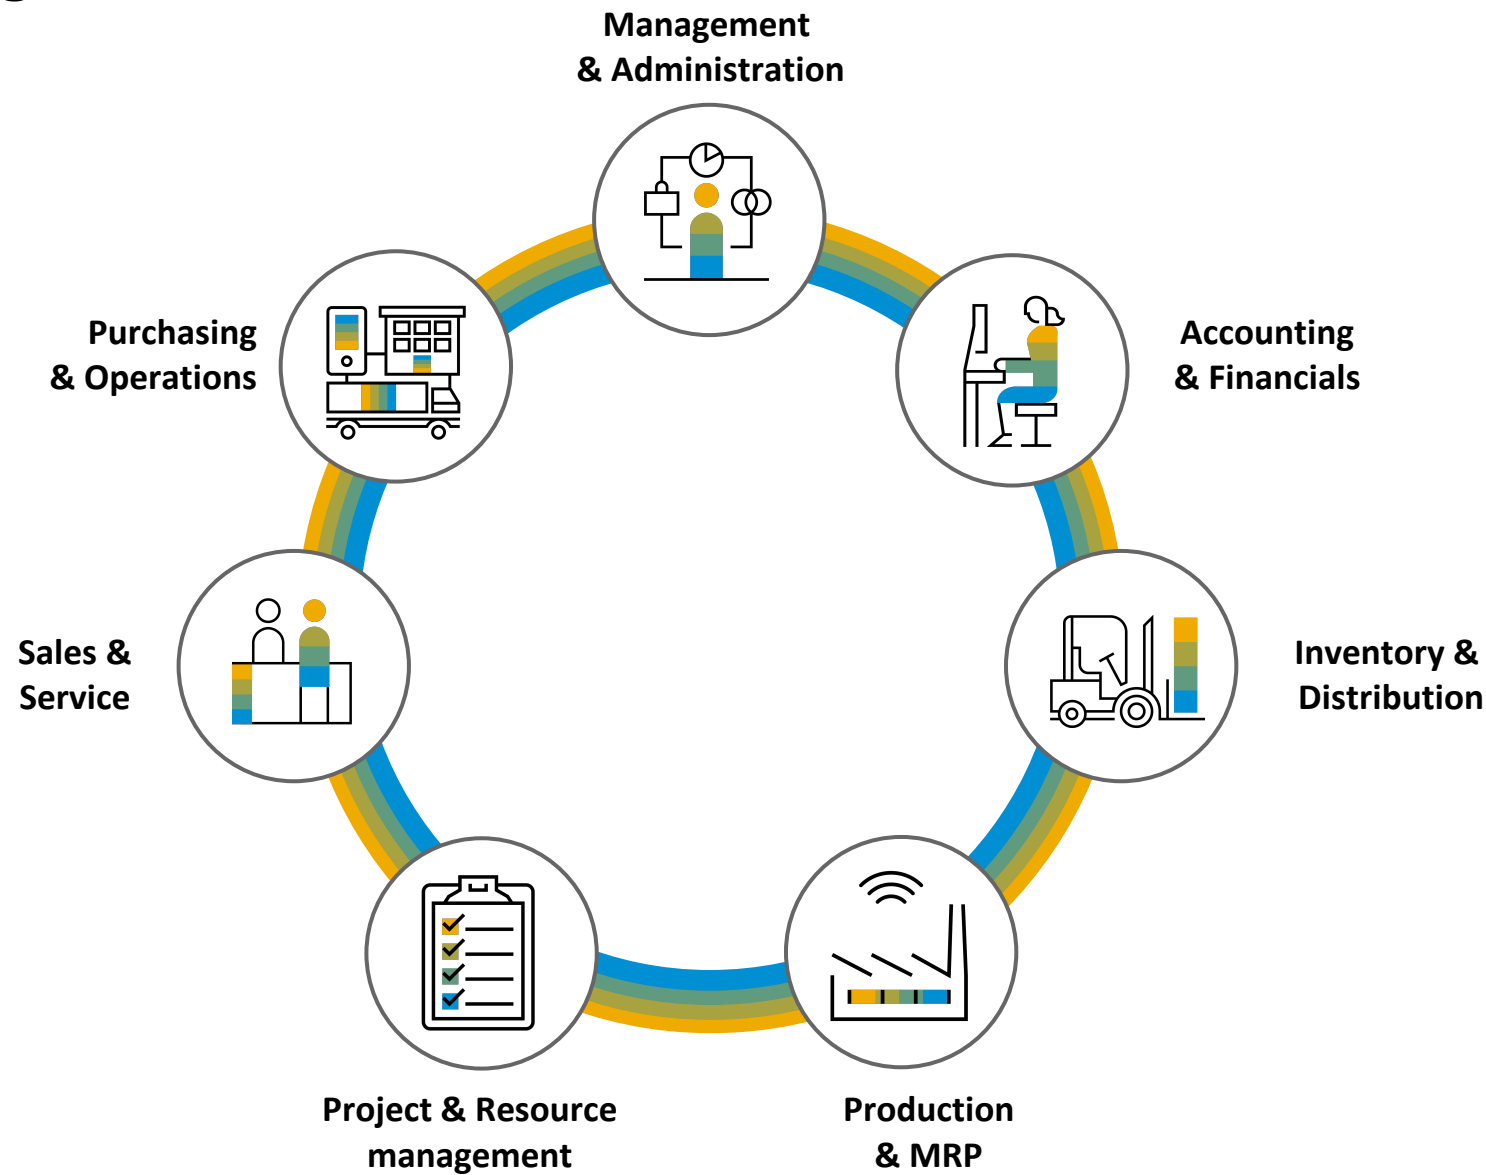 Management
& Administration
Accounting
& Financials
Purchasing
& Operations
Sales &
Service
Inventory &
Distribution
Project & Resource
management
Production
& MRP